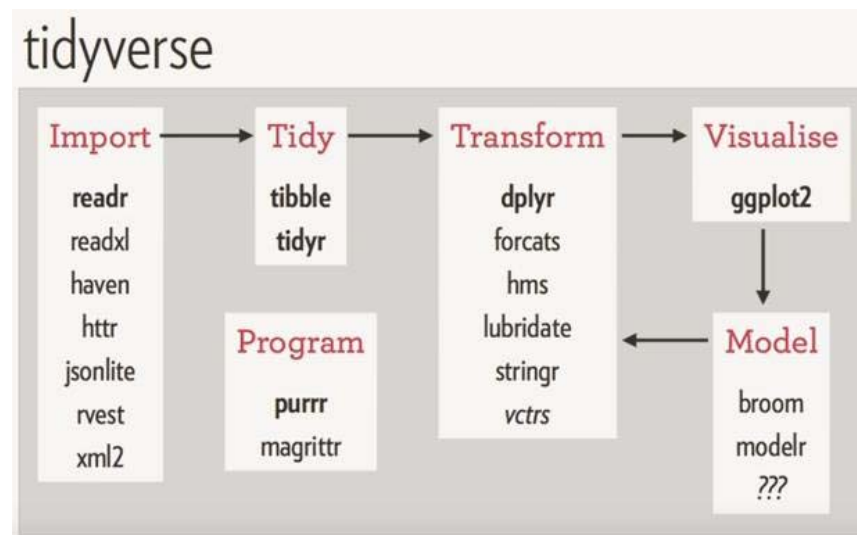 tidyverse
Import
readr
readxl
haven
httr
jsonlite
rvest
xml2
Tidy
tibble
tidyr
Program
purrr
magrittr
Transform
dplyr
forcats
hms
lubridate
stringr
vctrs
Visualise
ggplot2
Model
broom
modelr
???